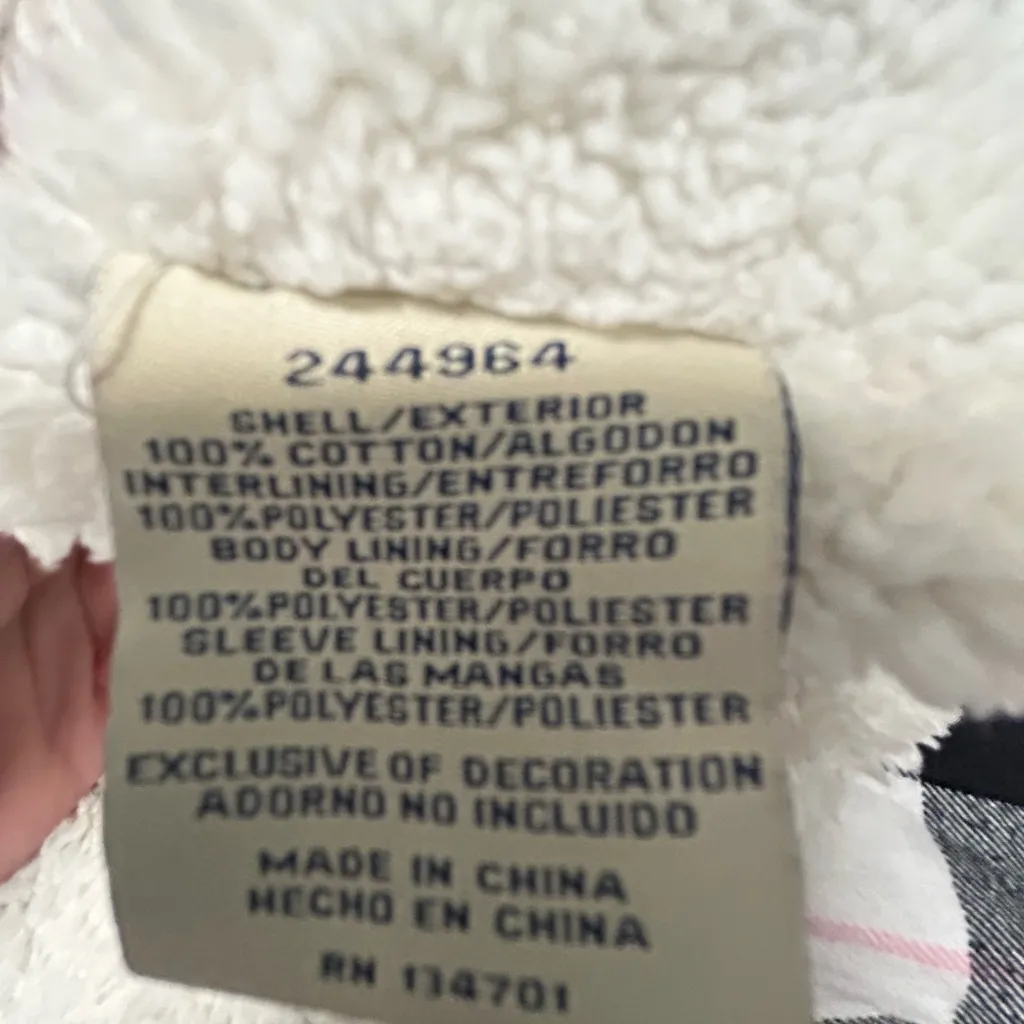 244964
SHELL/EXTERIOR
100% COTTON/ALGODON
INTERLINING/ENTREFORRO
100%POLYESTER/POLIESTER
BODY LINING/FORRO
DEL CUERPO
100%POLYESTER/POLIESTER
SLEEVE LINING/FORRO
DE LAS MANGAS
100%POLYESTER/POLIESTER
EXCLUSIVE OF DECORATION
ADORNO NO INCLUIDO
MADE IN CHINA
HECHO EN CHINA
RN 134701